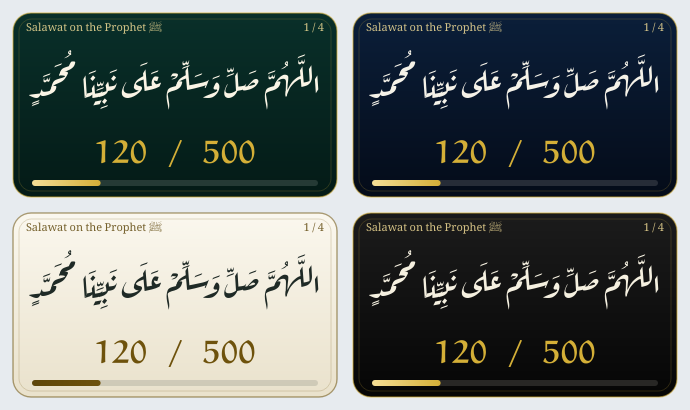 Salawat on the Prophet ﷺ 1 / 4
اللَّهُمَّ صَلِّ وَسَلِّمْ عَلَى نَبِيِّنَا مُحَمَّدٍ
120 / 500
Salawat on the Prophet ﷺ 1 / 4
اللَّهُمَّ صَلِّ وَسَلِّمْ عَلَى نَبِيِّنَا مُحَمَّدٍ
120 / 500
Salawat on the Prophet ﷺ 1 / 4
اللَّهُمَّ صَلِّ وَسَلِّمْ عَلَى نَبِيِّنَا مُحَمَّدٍ
120 / 500
Salawat on the Prophet ﷺ 1 / 4
اللَّهُمَّ صَلِّ وَسَلِّمْ عَلَى نَبِيِّنَا مُحَمَّدٍ
120 / 500